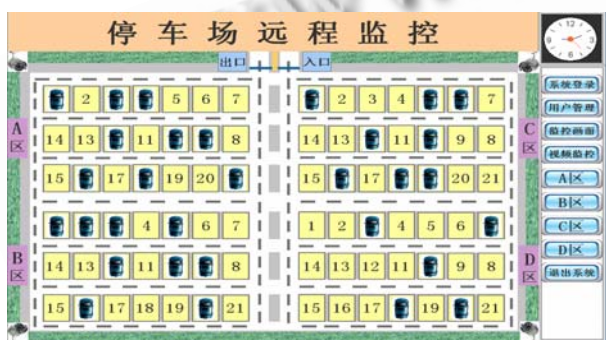 停车场远程监控
12
3
6
9
出口 入口
系统登录
用户管理
监控画面
视频监控
A区
B区
C区
D区
退出系统
A区
2 5 6 7
14 13 11 8
15 17 19 20
B区
4 6 7
14 13 11 8
15 17 18 19 21
C区
2 3 4 7
14 13 11 9 8
15 17 20 21
D区
1 2 4 5 6
14 13 12 11 9 8
15 16 17 19 21